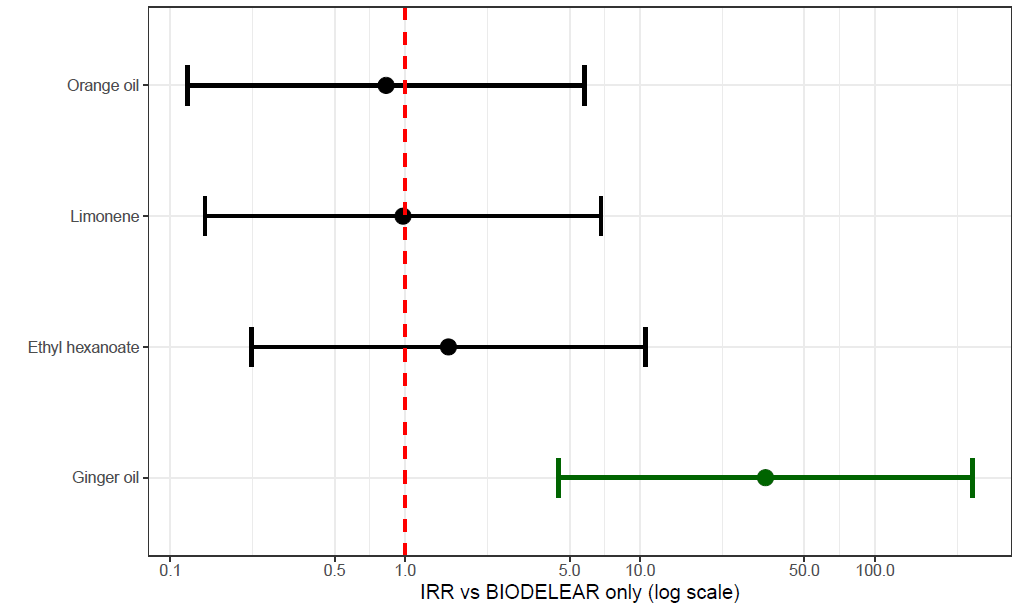 Orange oil
Limonene
Ethyl hexanoate
Ginger oil
0.1 0.5 1.0 5.0 10.0 50.0 100.0
IRR vs BIODELEAR only (log scale)